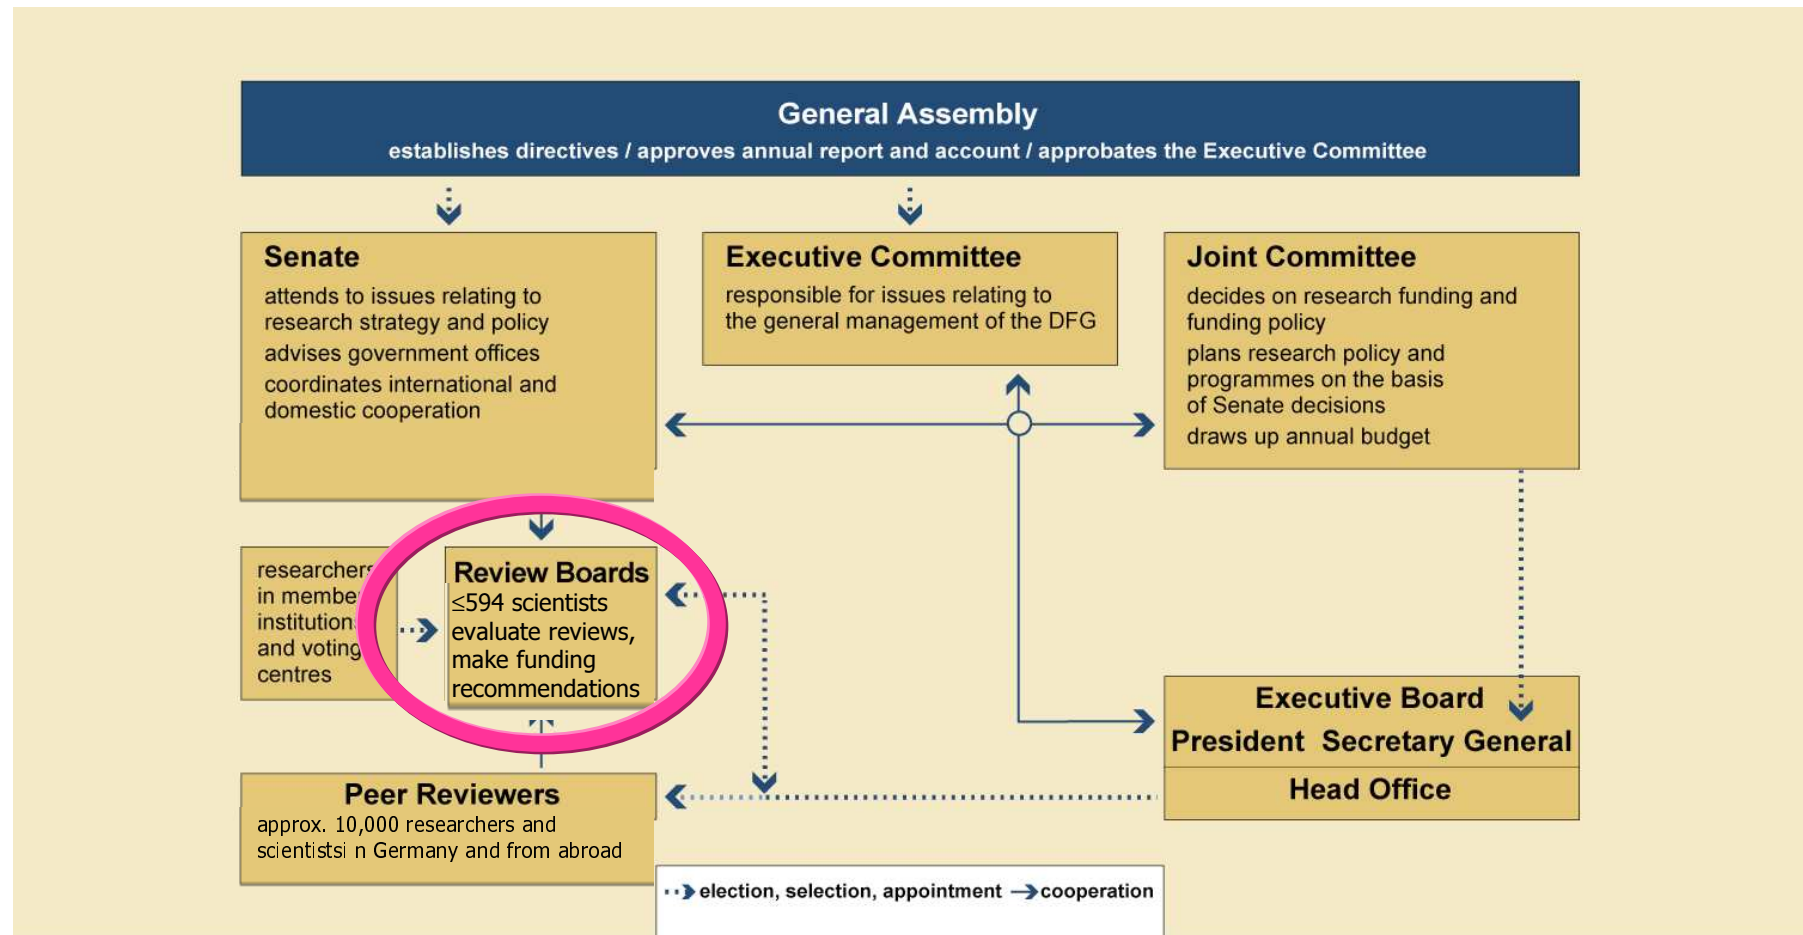 General Assembly
establishes directives / approves annual report and account / approbates the Executive Committee
Senate
attends to issues relating to
research strategy and policy
advises government offices
coordinates international and
domestic cooperation
Executive Committee
responsible for issues relating to
the general management of the DFG
Joint Committee
decides on research funding and
funding policy
plans research policy and
programmes on the basis
of Senate decisions
draws up annual budget
researchers
in member
institutions
and voting
centres
Review Boards
≤594 scientists
evaluate reviews,
make funding
recommendations
Executive Board
President Secretary General
Head Office
Peer Reviewers
approx. 10,000 researchers and
scientistsi n Germany and from abroad
election, selection, appointment
cooperation